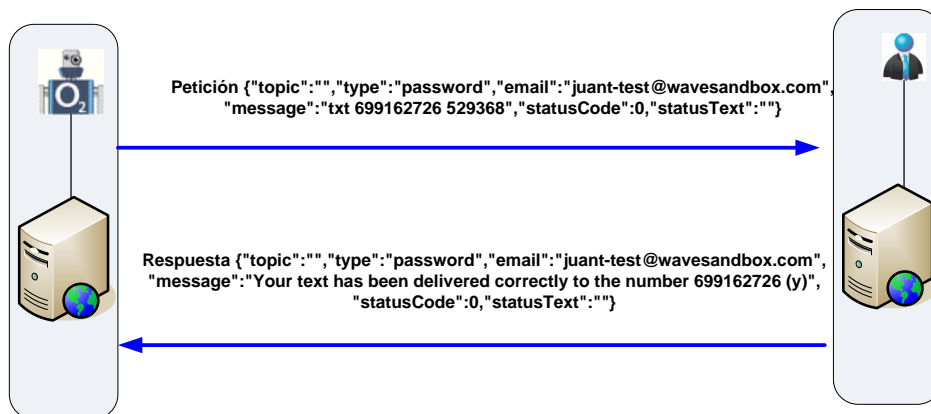 O2
Petición {"topic":"","type":"password","email":"juant-test@wavesandbox.com",
"message":"txt 699162726 529368","statusCode":0,"statusText":""}
Respuesta {"topic":"","type":"password","email":"juant-test@wavesandbox.com",
"message":"Your text has been delivered correctly to the number 699162726 (y)",
"statusCode":0,"statusText":""}